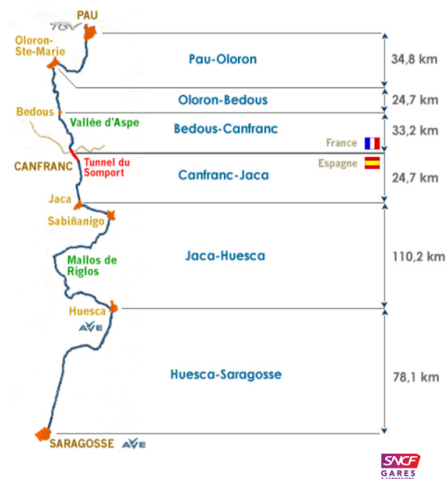 PAU
TGV
Oloron-
Ste-Marie
Pau-Oloron
34,8 km
Oloron-Bedous
24,7 km
Bedous
Vallée d'Aspe
Bedous-Canfranc
33,2 km
France
CANFRANC
Tunnel du
Somport
Espagne
Canfranc-Jaca
24,7 km
Jaca
Sabiñanigo
Mallos de
Riglos
Jaca-Huesca
110,2 km
Huesca
AVE
Huesca-Saragosse
78,1 km
SARAGOSSE AVE
SNCF
GARES